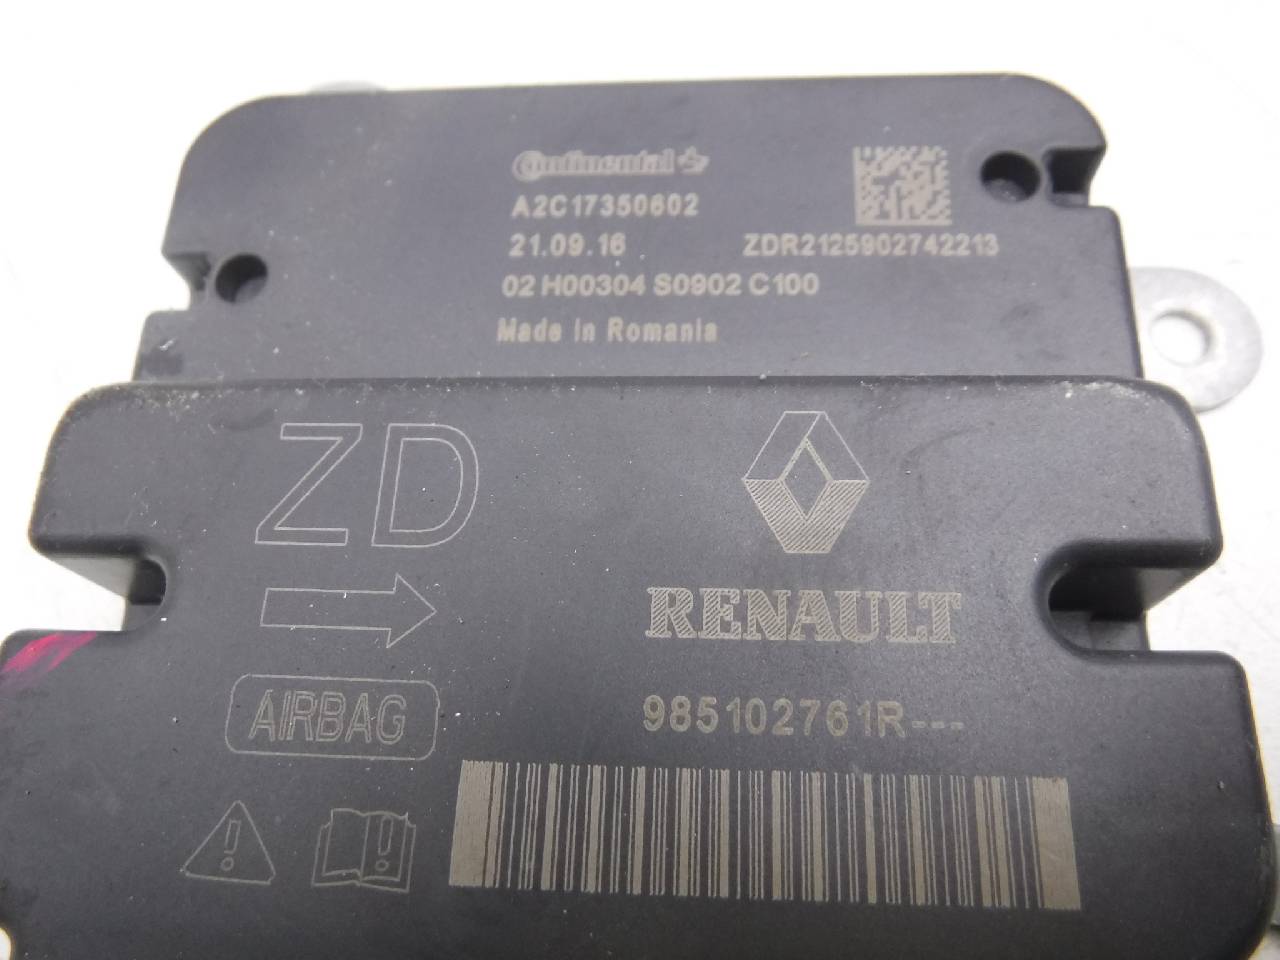 Continental
A2C17350602
21.09.16 ZDR2125902742213
02 H00304 S0902 C100
Made in Romania
ZD
RENAULT
AIRBAG
985102761R---